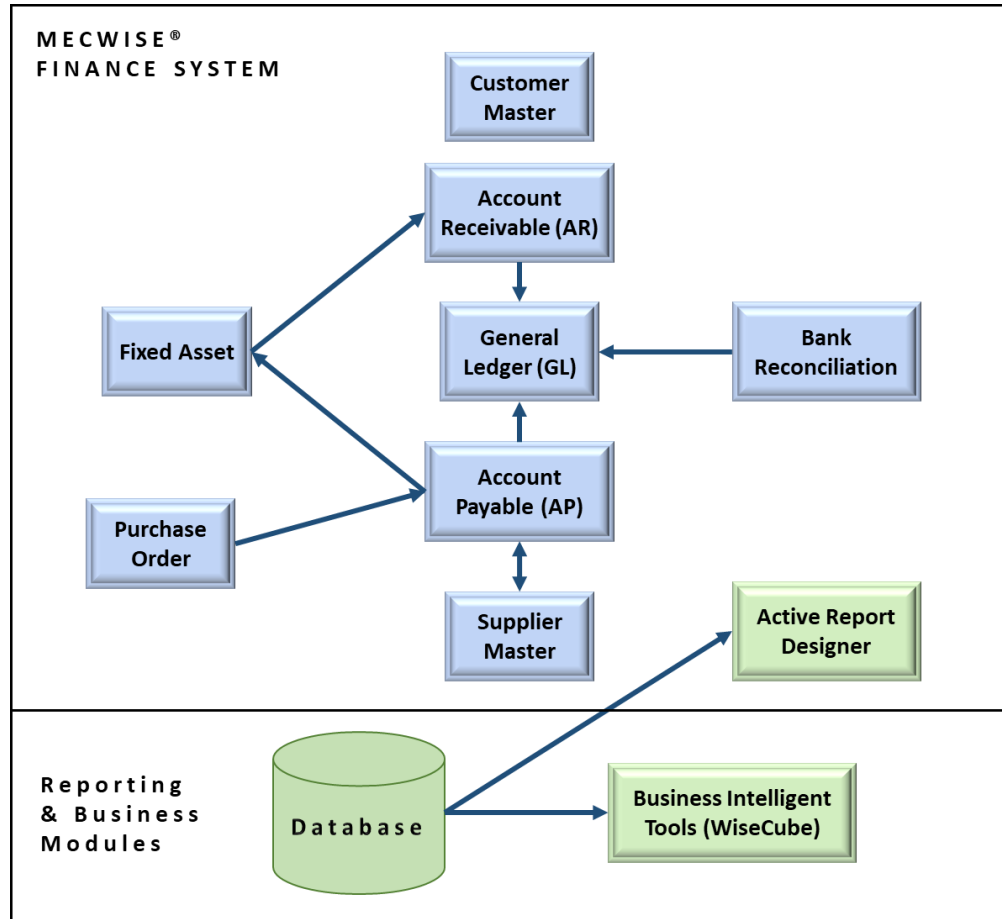 MECWISE®
FINANCE SYSTEM
Customer
Master
Account
Receivable (AR)
Fixed Asset
General
Ledger (GL)
Bank
Reconciliation
Account
Payable (AP)
Purchase
Order
Supplier
Master
Active Report
Designer
Reporting
& Business
Modules
Database
Business Intelligent
Tools (WiseCube)